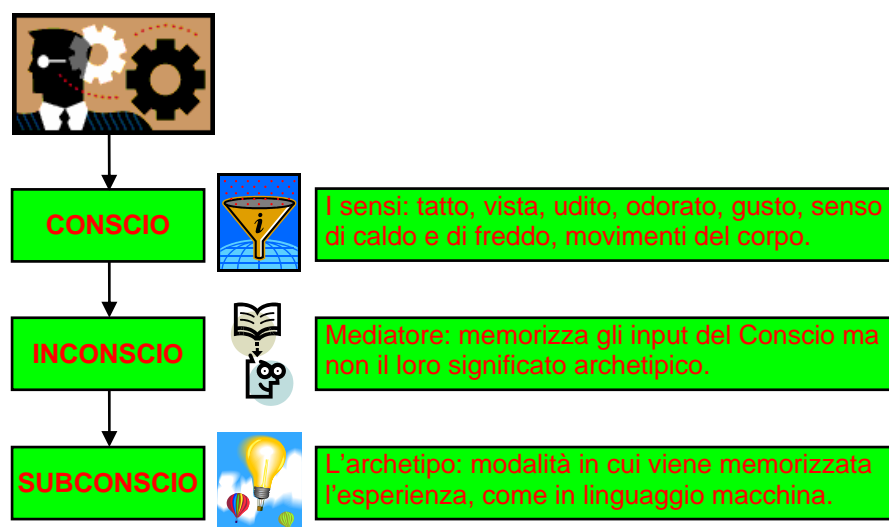 CONSCIO
i
I sensi: tatto, vista, udito, odorato, gusto, senso
di caldo e di freddo, movimenti del corpo.
INCONSCIO
Mediatore: memorizza gli input del Conscio ma
non il loro significato archetipico.
SUBCONSCIO
L'archetipo: modalità in cui viene memorizzata
l'esperienza, come in linguaggio macchina.